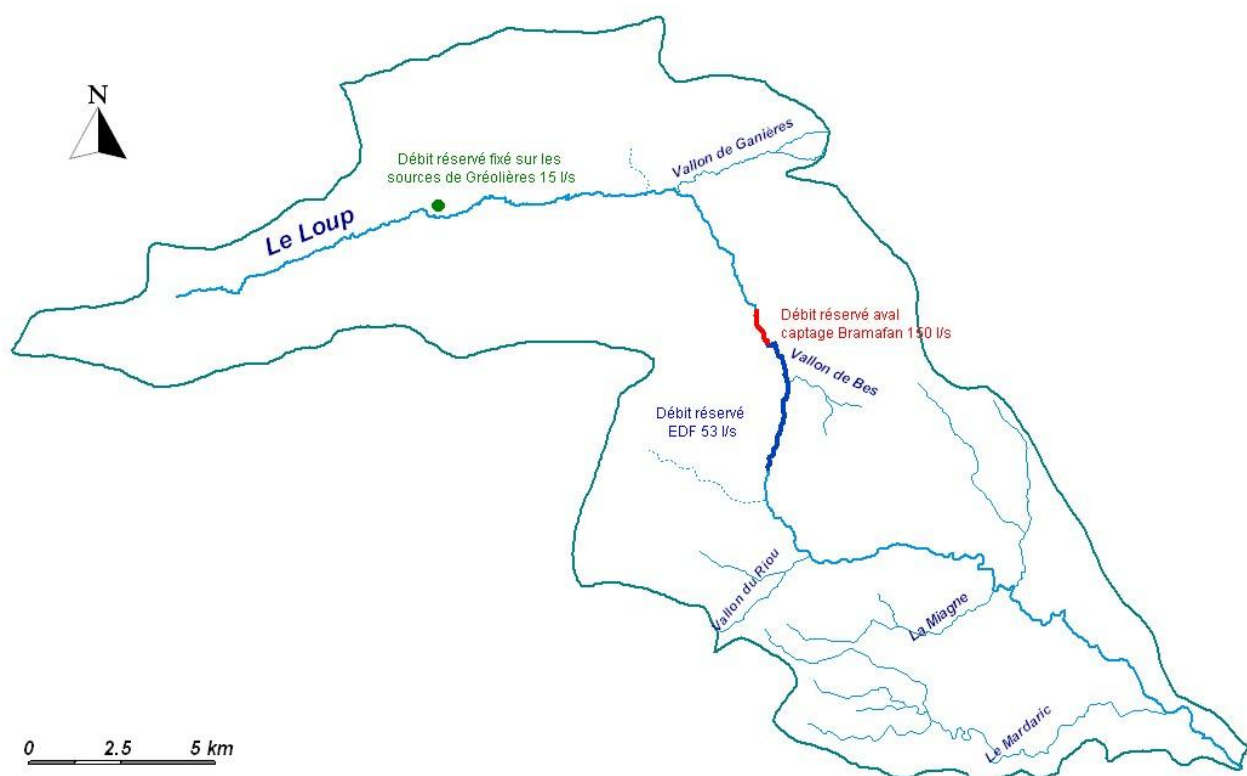 N
Vallon de Ganières
Débit réservé fixé sur les
sources de Gréolières 15 l/s
Le Loup
Débit réservé aval
captage Bramafan 150 l/s
Vallon de Bes
Débit réservé
EDF 53 l/s
Vallon du Riou
La Miagne
Le Mardaric
0 2.5 5 km